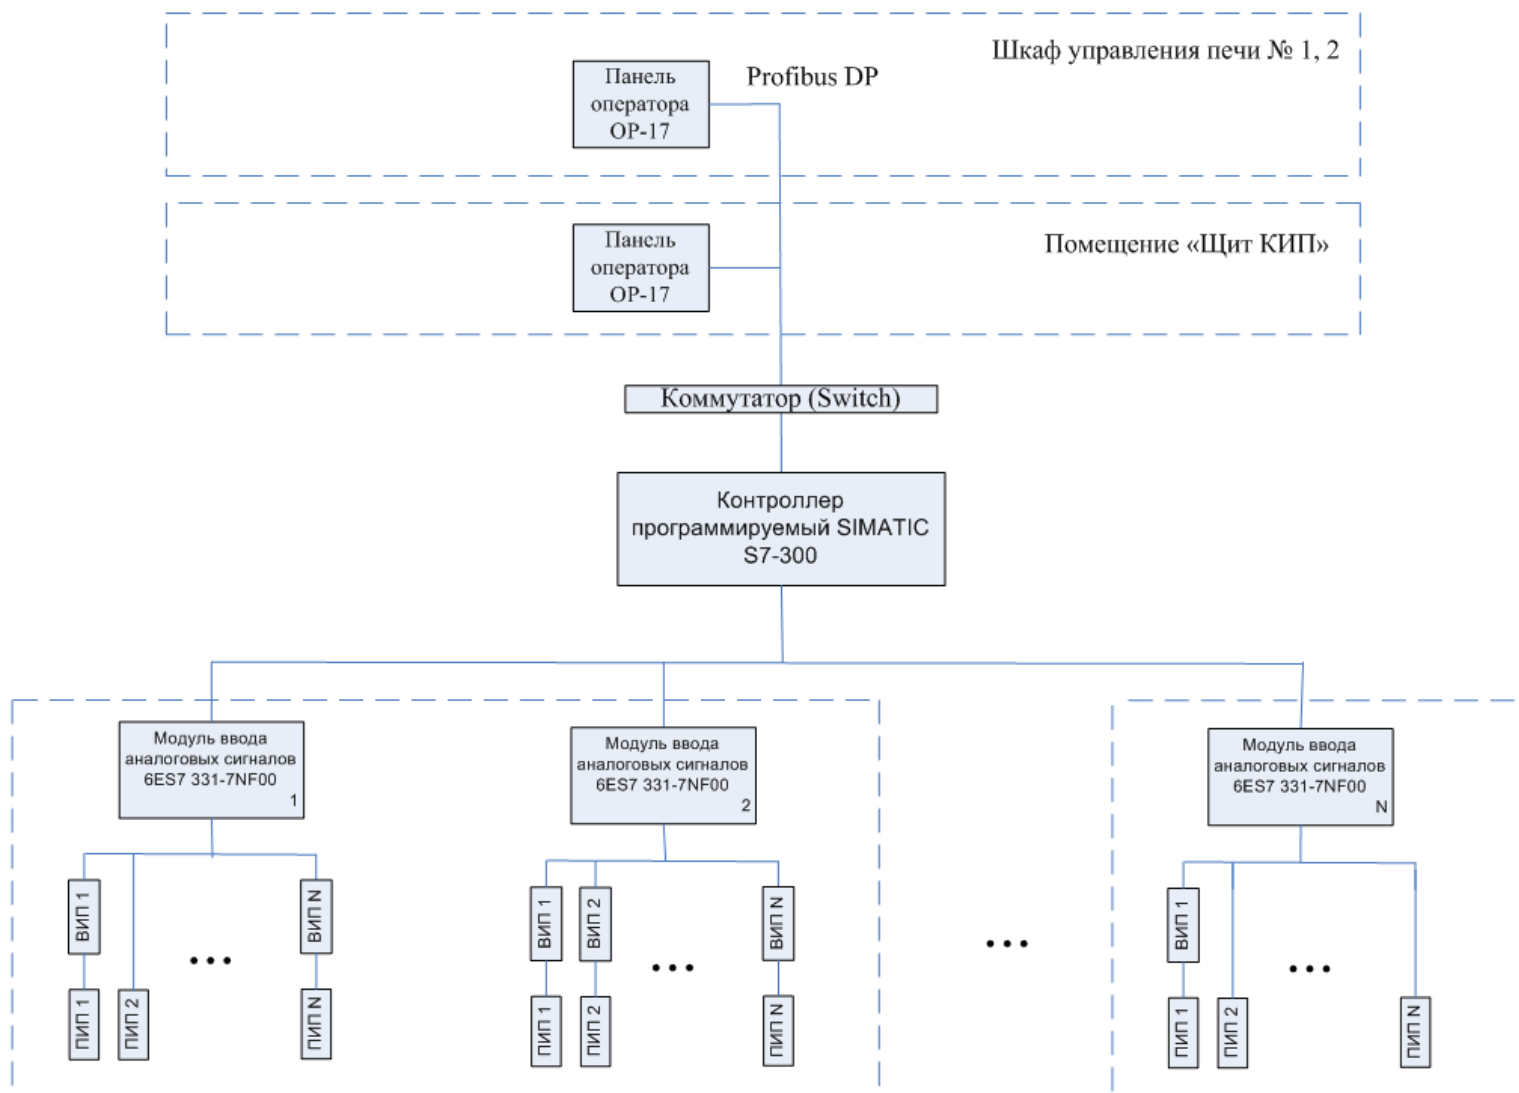 Шкаф управления печи № 1, 2
Панель
оператора
ОР-17
Profibus DP
Помещение «Щит КИП»
Панель
оператора
ОР-17
Коммутатор (Switch)
Контроллер
программируемый SIMATIC
S7-300
Модуль ввода
аналоговых сигналов
6ES7 331-7NF00
1
Модуль ввода
аналоговых сигналов
6ES7 331-7NF00
2
Модуль ввода
аналоговых сигналов
6ES7 331-7NF00
N
ВИП 1
ВИП N
ПИП 1
ПИП 2
ПИП N
ВИП 1
ВИП 2
ВИП N
ПИП 1
ПИП 2
ПИП N
ВИП 1
ПИП 1
ПИП 2
ПИП N